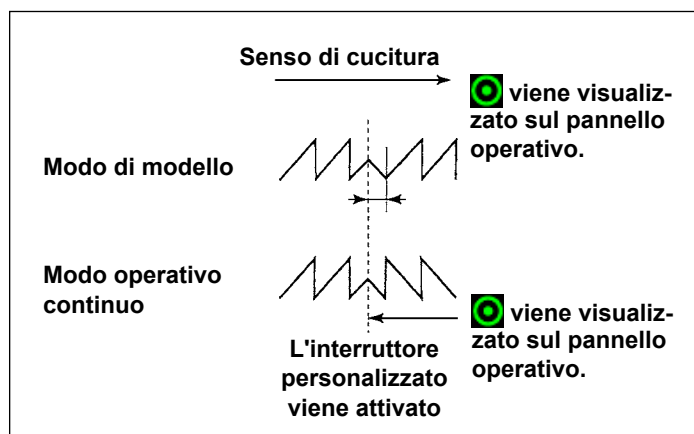 Senso di cucitura
viene visualiz-
zato sul pannello
operativo.
Modo di modello
Modo operativo
continuo
viene visualiz-
zato sul pannello
operativo.
L'interruttore
personalizzato
viene attivato